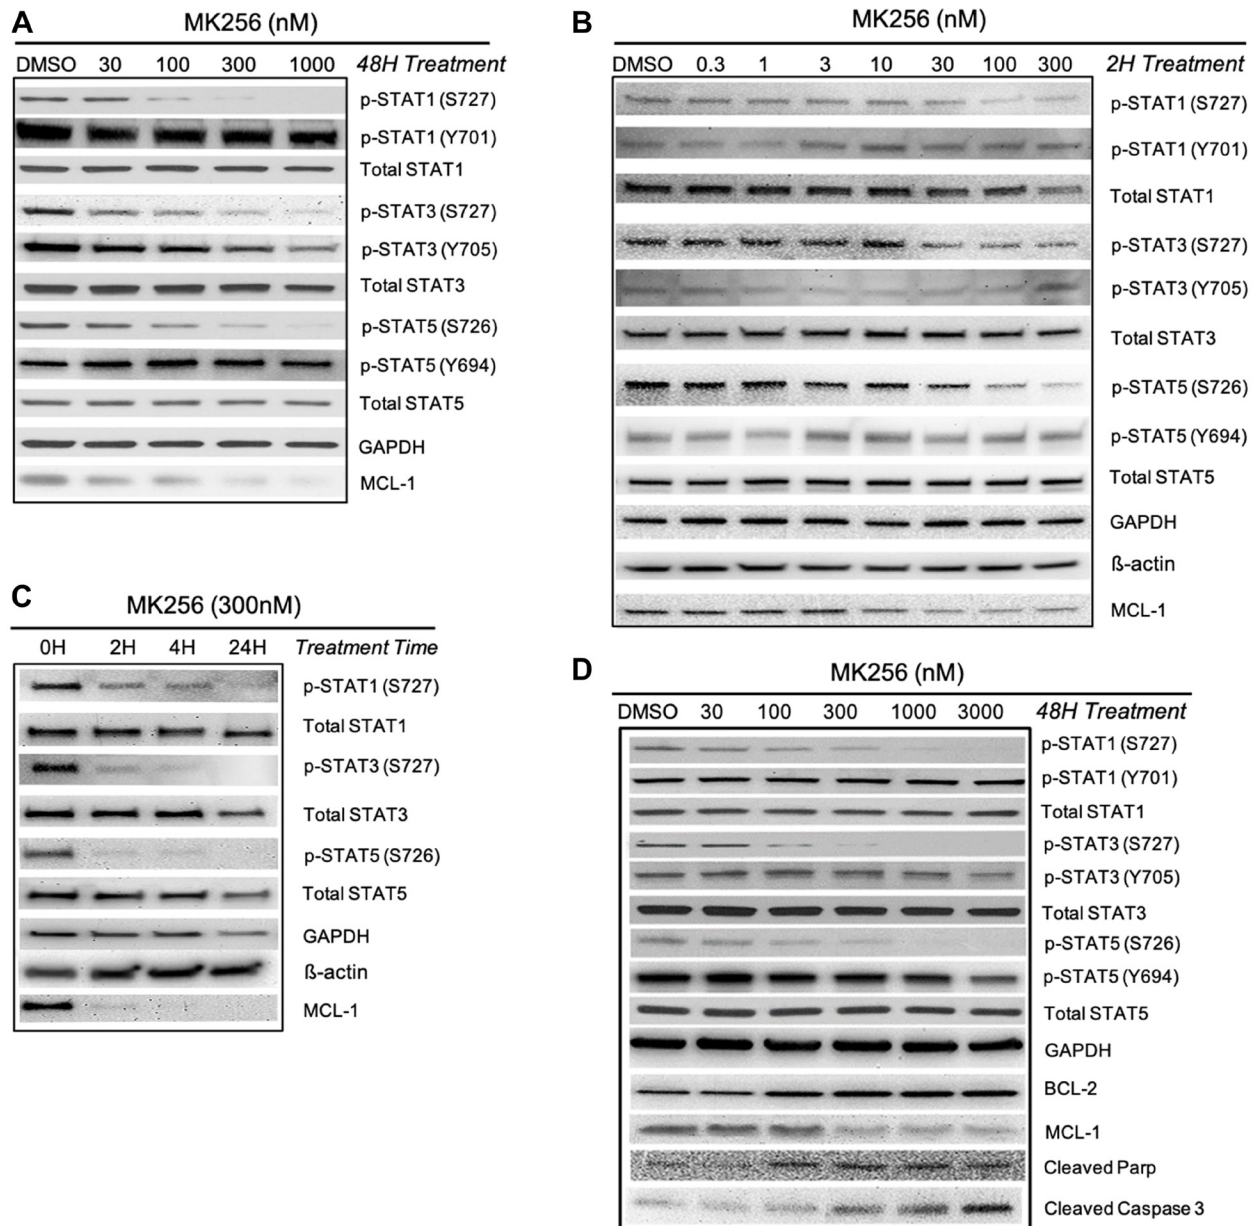 A
MK256 (nM)
DMSO 30 100 300 1000 48H Treatment
p-STAT1 (S727)
p-STAT1 (Y701)
Total STAT1
p-STAT3 (S727)
p-STAT3 (Y705)
Total STAT3
p-STAT5 (S726)
p-STAT5 (Y694)
Total STAT5
GAPDH
MCL-1
B
MK256 (nM)
DMSO 0.3 1 3 10 30 100 300 2H Treatment
p-STAT1 (S727)
p-STAT1 (Y701)
Total STAT1
p-STAT3 (S727)
p-STAT3 (Y705)
Total STAT3
p-STAT5 (S726)
p-STAT5 (Y694)
Total STAT5
GAPDH
ß-actin
MCL-1
C
MK256 (300nM)
0H 2H 4H 24H Treatment Time
p-STAT1 (S727)
Total STAT1
p-STAT3 (S727)
Total STAT3
p-STAT5 (S726)
Total STAT5
GAPDH
ß-actin
MCL-1
D
MK256 (nM)
DMSO 30 100 300 1000 3000 48H Treatment
p-STAT1 (S727)
p-STAT1 (Y701)
Total STAT1
p-STAT3 (S727)
p-STAT3 (Y705)
Total STAT3
p-STAT5 (S726)
p-STAT5 (Y694)
Total STAT5
GAPDH
BCL-2
MCL-1
Cleaved Parp
Cleaved Caspase 3